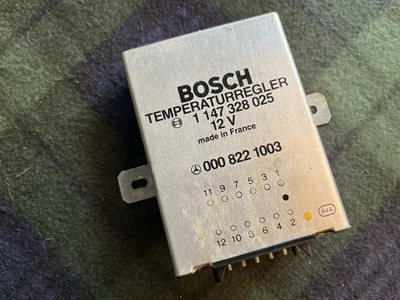 BOSCH
TEMPERATURREGLER
1 147 328 025
12 V
made in France
000 822 1003
11 9 7 5 3 1
12 10 8 6 4 2
944